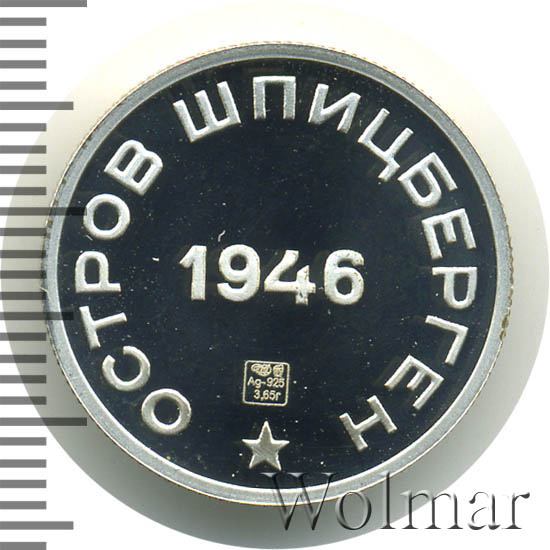 ОСТРОВ ШПИЦБЕРГЕН
1946
Ag-925
3,65г
Wolmar